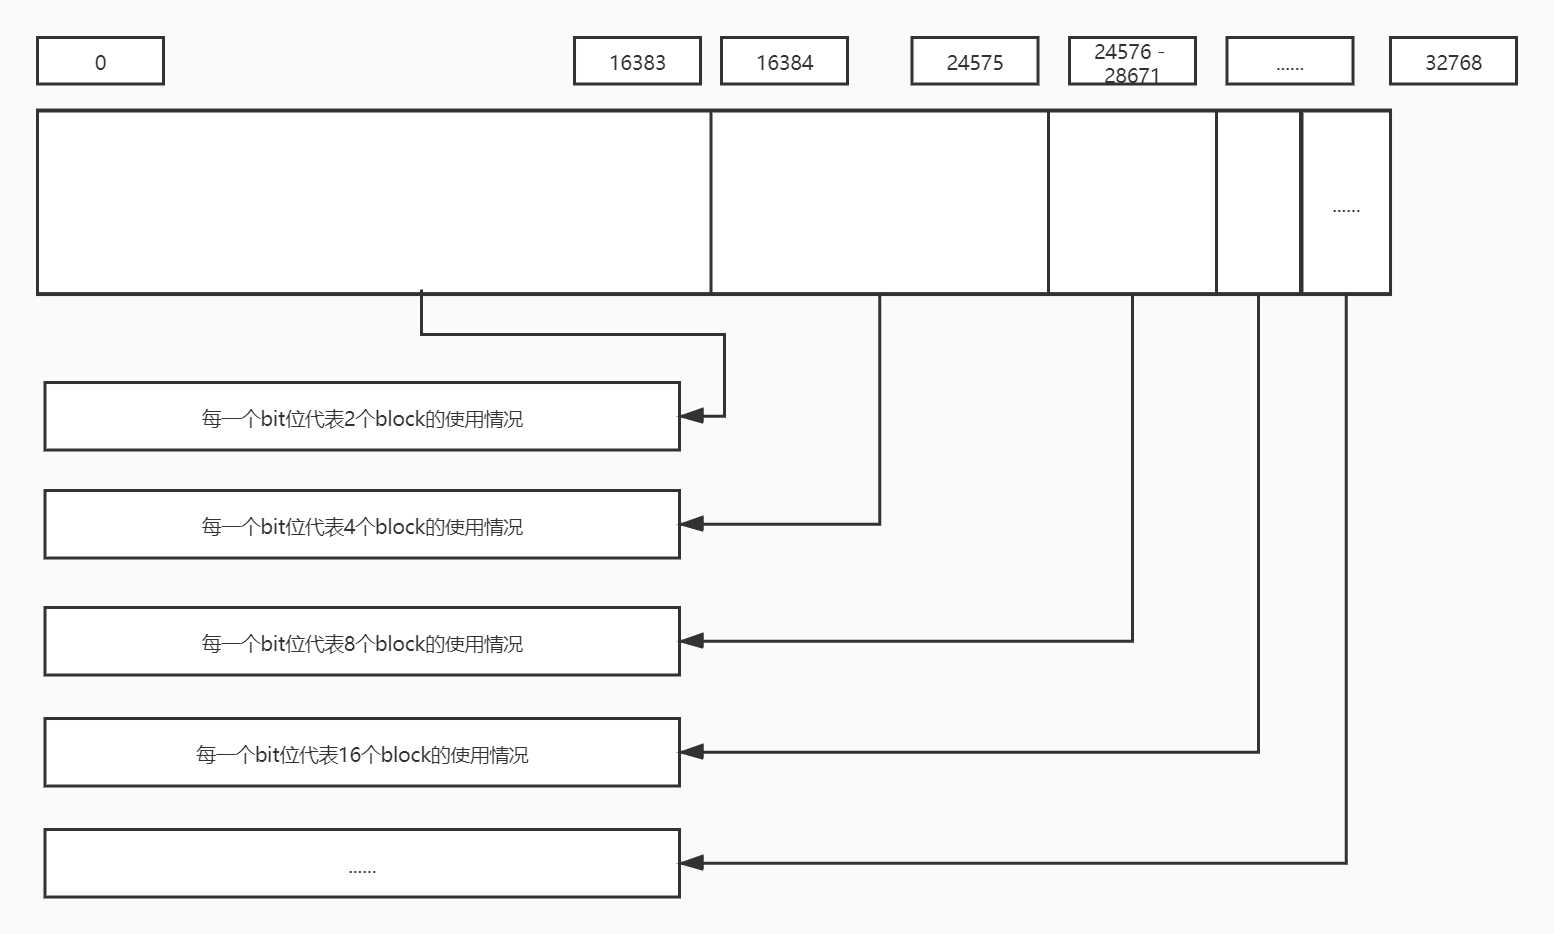 0
16383
16384
24575
24576 -
28671
......
32768
......
每一个bit位代表2个block的使用情况
每一个bit位代表4个block的使用情况
每一个bit位代表8个block的使用情况
每一个bit位代表16个block的使用情况
......